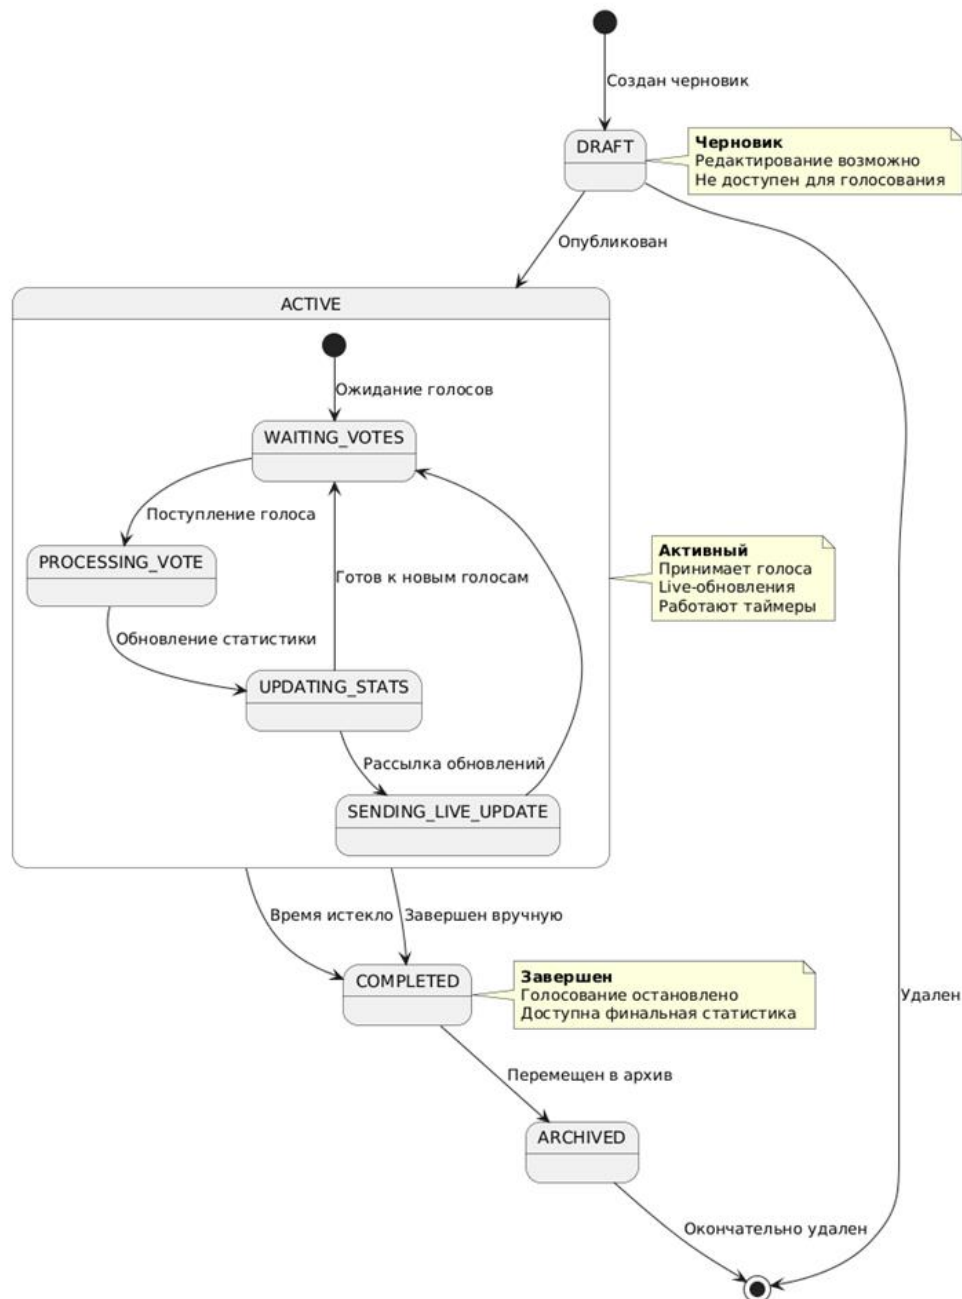 Создан черновик
DRAFT
Черновик
Редактирование возможно
Не доступен для голосования
Опубликован
ACTIVE
Ожидание голосов
WAITING_VOTES
Поступление голоса
PROCESSING_VOTE
Готов к новым голосам
Активный
Принимает голоса
Live-обновления
Работают таймеры
Обновление статистики
UPDATING_STATS
Рассылка обновлений
SENDING_LIVE_UPDATE
Время истекло
Завершен вручную
COMPLETED
Завершен
Голосование остановлено
Доступна финальная статистика
Удален
Перемещен в архив
ARCHIVED
Окончательно удален